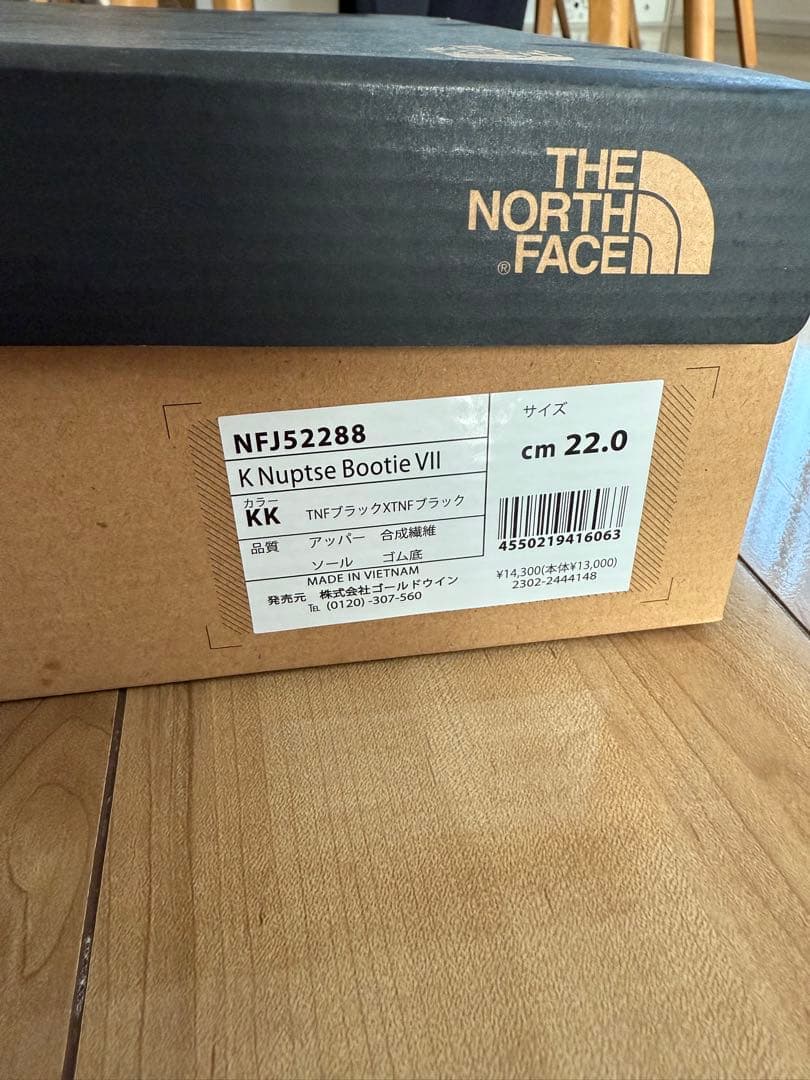 THE
NORTH
FACE®
NFJ52288
K Nuptse Bootie VII
カラー
KK TNFブラックXTNFブラック
品質 アッパー 合成繊維
ソール ゴム底
MADE IN VIETNAM
発売元 株式会社ゴールドウイン
℡ (0120)-307-560
サイズ
cm 22.0
4550219416063
¥14,300(本体¥13,000)
2302-2444148